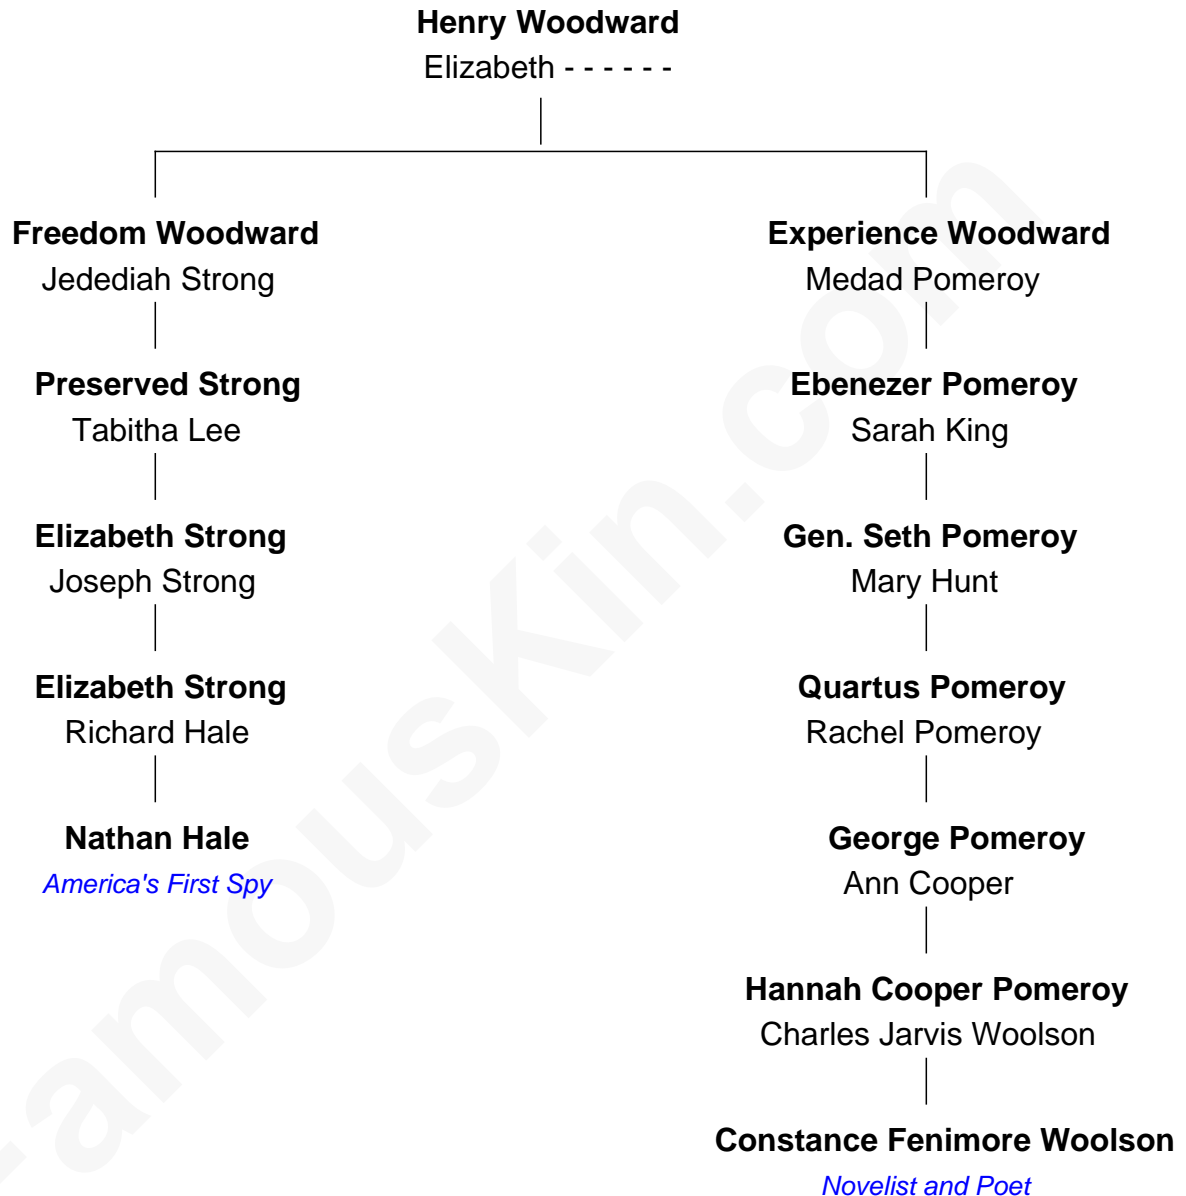 Henry Woodward
Elizabeth - - - - - -
Freedom Woodward
Jedediah Strong
Experience Woodward
Medad Pomeroy
Preserved Strong
Tabitha Lee
Ebenezer Pomeroy
Sarah King
Elizabeth Strong
Joseph Strong
Gen. Seth Pomeroy
Mary Hunt
Elizabeth Strong
Richard Hale
Quartus Pomeroy
Rachel Pomeroy
Nathan Hale
America's First Spy
George Pomeroy
Ann Cooper
Hannah Cooper Pomeroy
Charles Jarvis Woolson
Constance Fenimore Woolson
Novelist and Poet
FamousKin.com